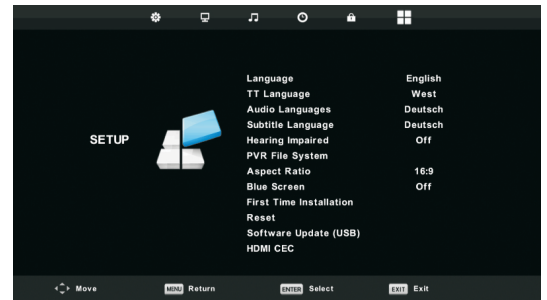 SETUP
Language English
TT Language West
Audio Languages Deutsch
Subtitle Language Deutsch
Hearing Impaired Off
PVR File System
Aspect Ratio 16:9
Blue Screen Off
First Time Installation
Reset
Software Update (USB)
HDMI CEC
Move MENU Return ENTER Select EXIT Exit